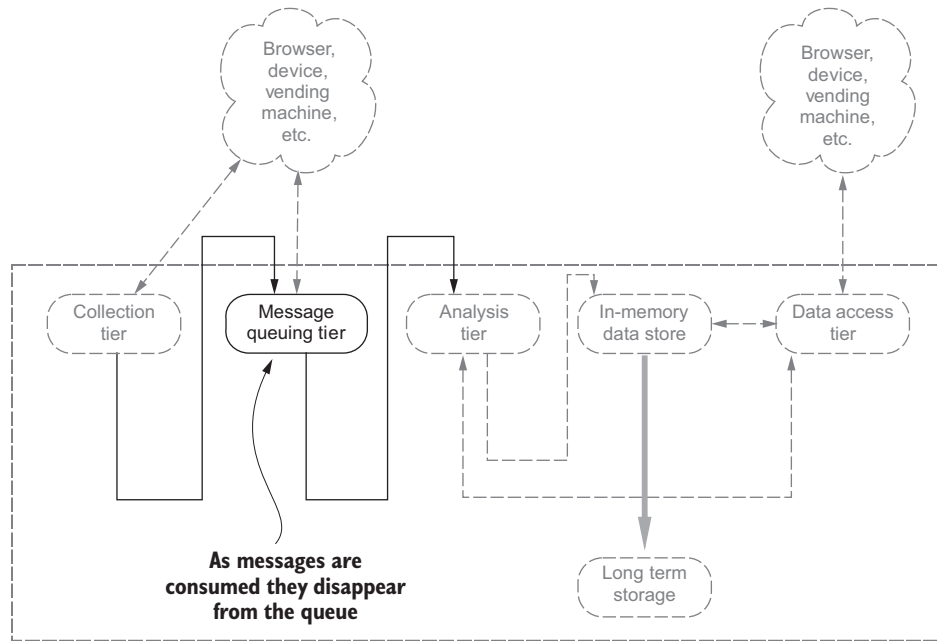 Browser,
device,
vending
machine,
etc.
Browser,
device,
vending
machine,
etc.
Collection
tier
Message
queuing tier
Analysis
tier
In-memory
data store
Data access
tier
As messages are
consumed they disappear
from the queue
Long term
storage